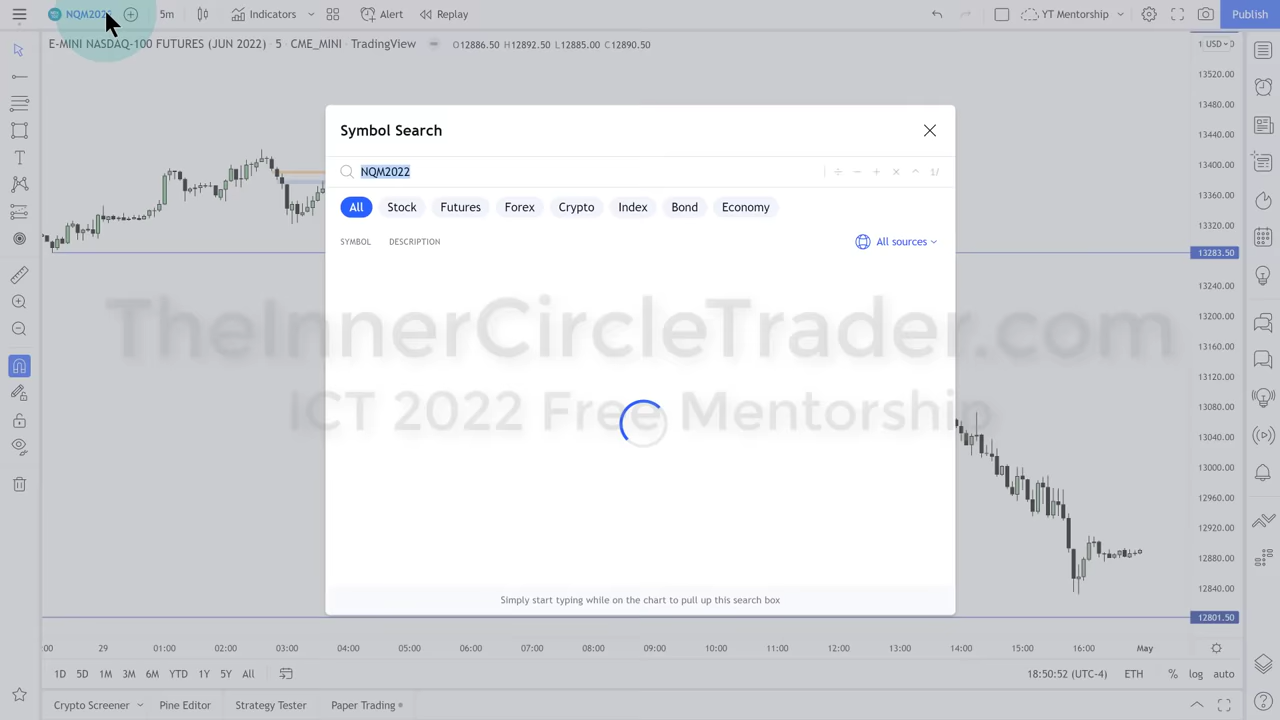 NQM202
5m
Indicators
Alert
Replay
YT Mentorship
Publish
E-MINI NASDAQ-100 FUTURES (JUN 2022) · 5 · CME_MINI · TradingView
O12886.50 H12892.50 L12885.00 C12890.50
USD
13520.00
13480.00
13440.00
13400.00
13360.00
13320.00
13283.50
13240.00
13200.00
13160.00
13120.00
13080.00
13040.00
13000.00
12960.00
12920.00
12880.00
12840.00
12801.50
Symbol Search
NQM2022
÷ − + × ^ 1/
All Stock Futures Forex Crypto Index Bond Economy
SYMBOL DESCRIPTION
All sources
TheInnerCircleTrader.com
ICT 2022 Free Mentorship
Simply start typing while on the chart to pull up this search box
:00 29 01:00 02:00 03:00 04:00 05:00 06:00 07:00 08:00 09:00 10:00 11:00 12:00 13:00 14:00 15:00 16:00 May
1D 5D 1M 3M 6M YTD 1Y 5Y All
18:50:52 (UTC-4) ETH % log auto
Crypto Screener Pine Editor Strategy Tester Paper Trading